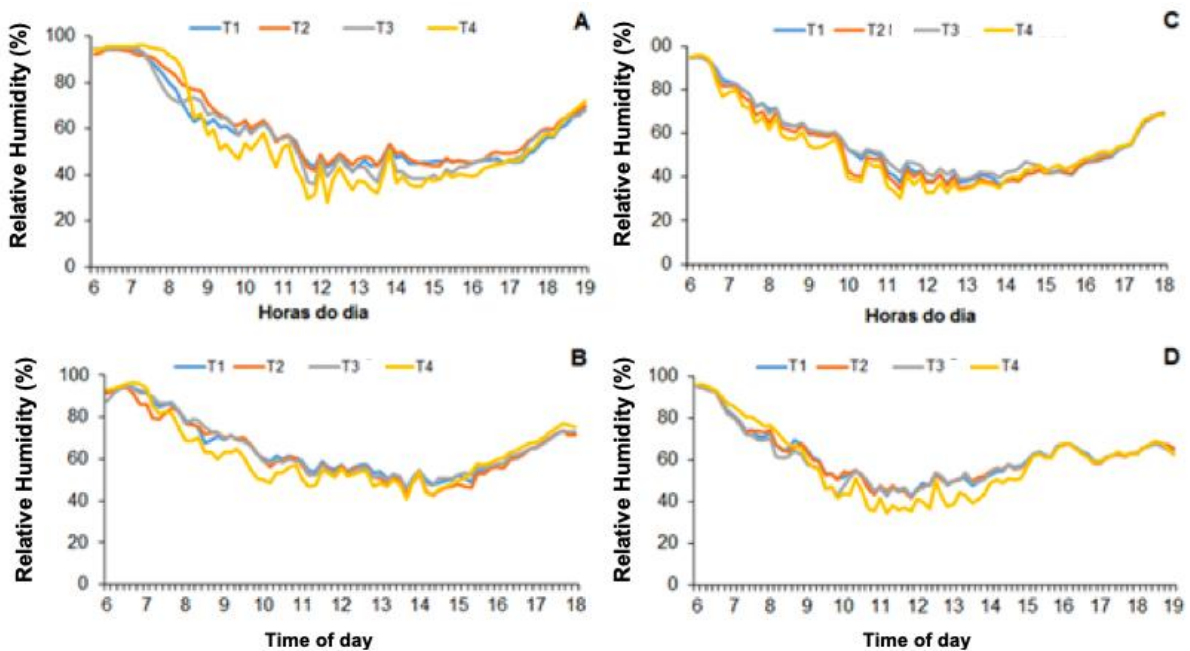 T1 T2 T3 T4
A
Relative Humidity (%)
100
80
60
40
20
0
6 7 8 9 10 11 12 13 14 15 16 17 18 19
Horas do dia
T1 T2 T3 T4
C
Relative Humidity (%)
00
80
60
40
20
0
6 7 8 9 10 11 12 13 14 15 16 17 18
Horas do dia
T1 T2 T3 T4
B
Relative Humidity (%)
100
80
60
40
20
0
6 7 8 9 10 11 12 13 14 15 16 17 18
Time of day
T1 T2 T3 T4
D
Relative Humidity (%)
100
80
60
40
20
0
6 7 8 9 10 11 12 13 14 15 16 17 18 19
Time of day